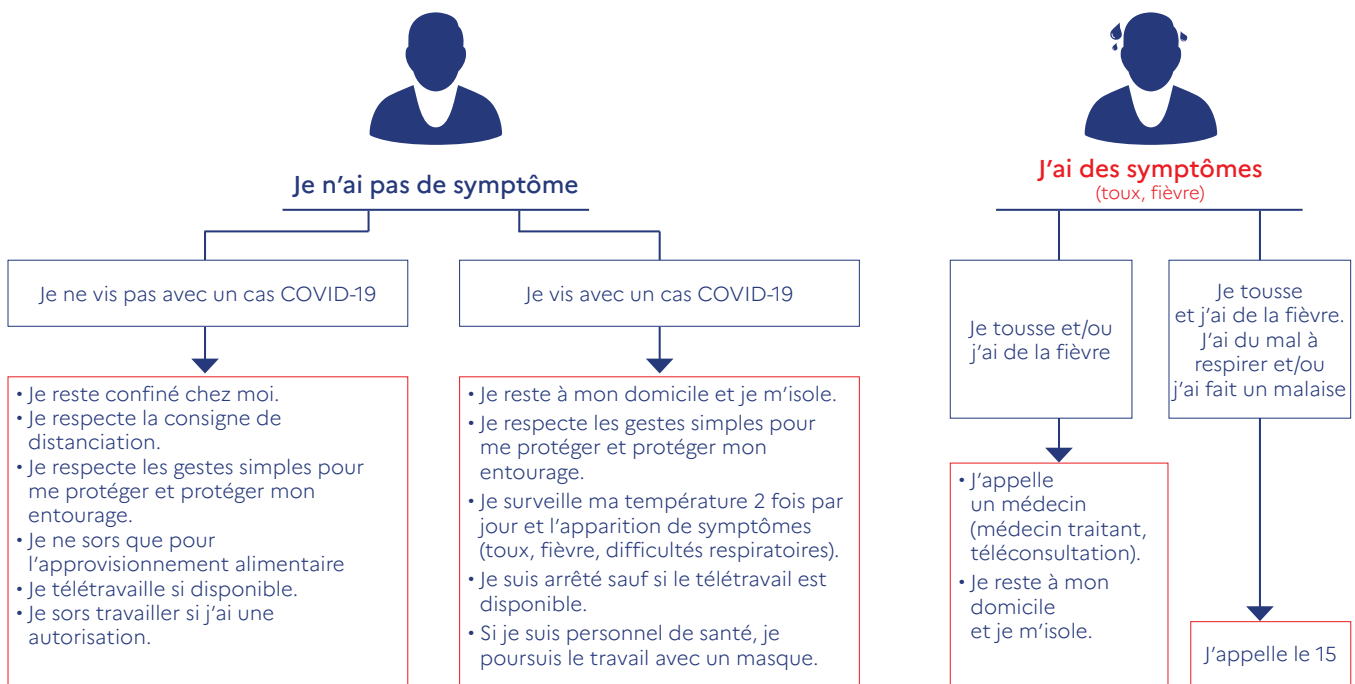 Je n'ai pas de symptôme
Je ne vis pas avec un cas COVID-19
• Je reste confiné chez moi.
• Je respecte la consigne de
distanciation.
• Je respecte les gestes simples pour
me protéger et protéger mon
entourage.
• Je ne sors que pour
l'approvisionnement alimentaire
• Je télétravaille si disponible.
• Je sors travailler si j'ai une
autorisation.
Je vis avec un cas COVID-19
• Je reste à mon domicile et je m'isole.
• Je respecte les gestes simples pour
me protéger et protéger mon
entourage.
• Je surveille ma température 2 fois par
jour et l'apparition de symptômes
(toux, fièvre, difficultés respiratoires).
• Je suis arrêté sauf si le télétravail est
disponible.
• Si je suis personnel de santé, je
poursuis le travail avec un masque.
J'ai des symptômes
(toux, fièvre)
Je tousse et/ou
j'ai de la fièvre
• J'appelle
un médecin
(médecin traitant,
téléconsultation).
• Je reste à mon
domicile
et je m'isole.
Je tousse
et j'ai de la fièvre.
J'ai du mal à
respirer et/ou
j'ai fait un malaise
J'appelle le 15